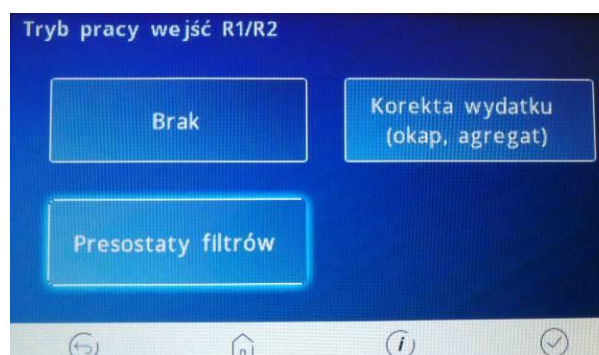 Tryb pracy wejść R1/R2
Brak
Korekta wydatku
(okap, agregat)
Presostaty filtrów
i